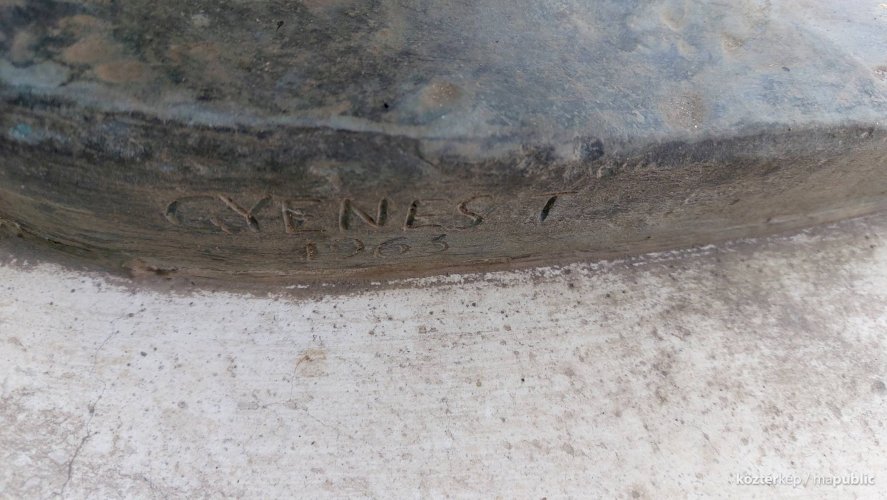 GYENES T
1963
köztérkép / mapublic